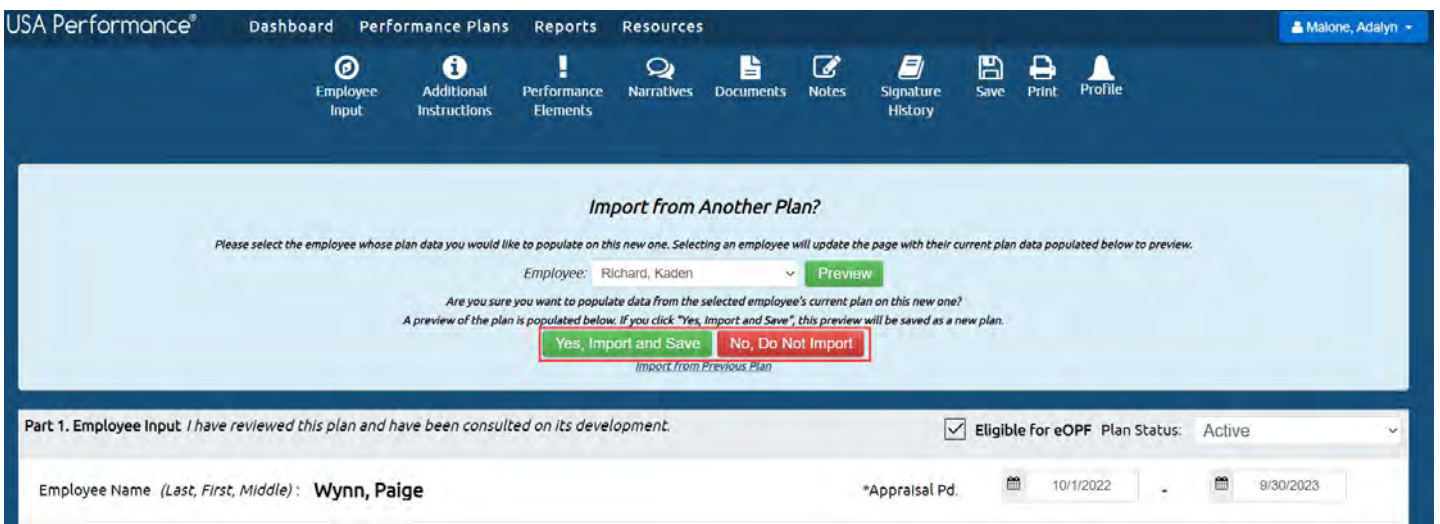 USA Performance® Dashboard Performance Plans Reports Resources Malone, Adalyn
Employee Input Additional Instructions Performance Elements Narratives Documents Notes Signature History Save Print Profile
Import from Another Plan?
Please select the employee whose plan data you would like to populate on this new one. Selecting an employee will update the page with their current plan data populated below to preview.
Employee: Richard, Kaden Preview
Are you sure you want to populate data from the selected employee's current plan on this new one?
A preview of the plan is populated below. If you click "Yes, Import and Save", this preview will be saved as a new plan.
Yes, Import and Save No, Do Not Import
Import from Previous Plan
Part 1. Employee Input I have reviewed this plan and have been consulted on its development. Eligible for eOPF Plan Status: Active
Employee Name (Last, First, Middle) : Wynn, Paige *Appraisal Pd. 10/1/2022 - 9/30/2023